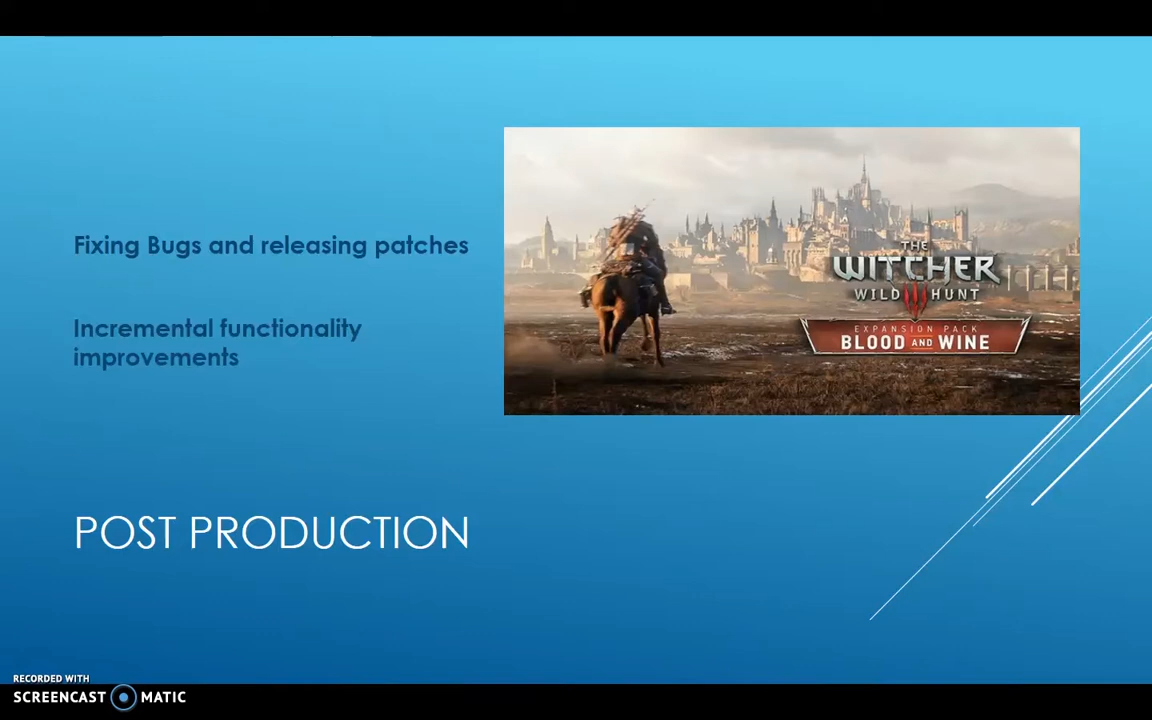 Fixing Bugs and releasing patches
Incremental functionality
improvements
THE
WITCHER
WILD III HUNT
EXPANSION PACK
BLOOD AND WINE
POST PRODUCTION
RECORDED WITH
SCREENCAST MATIC